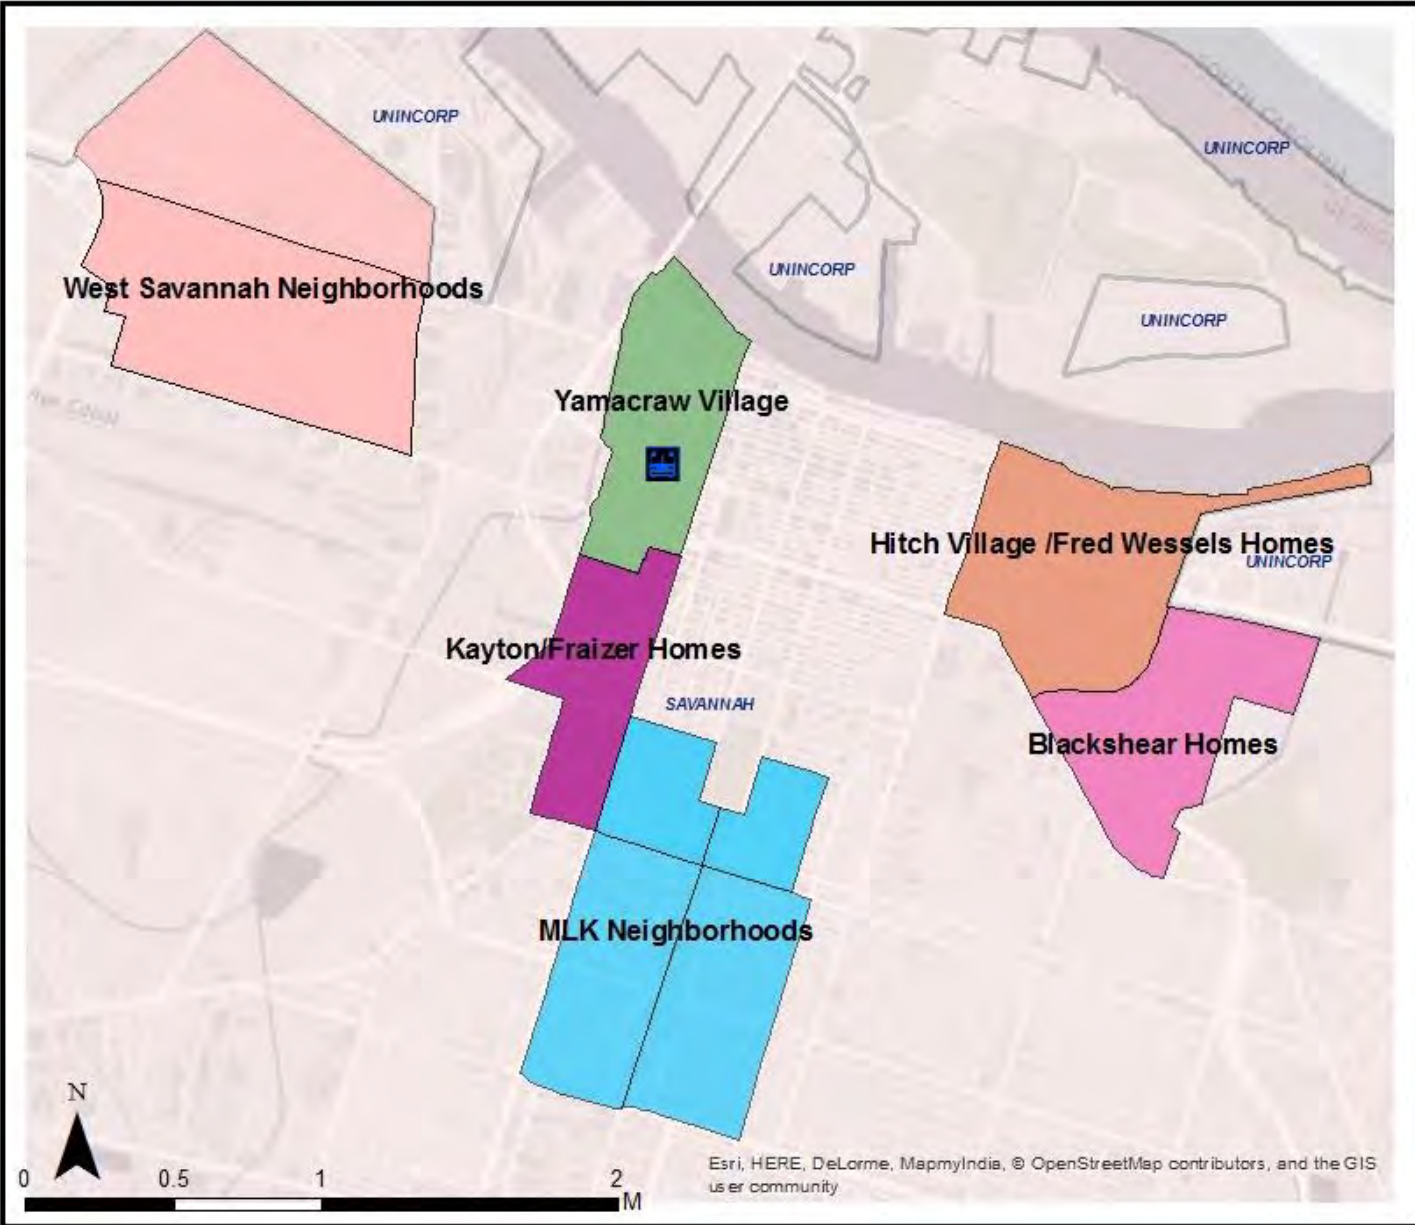 SOUTH CAROLINA
UNINCORP
UNINCORP
UNINCORP
West Savannah Neighborhoods
UNINCORP
Yamacraw Village
Hitch Village /Fred Wessels Homes
UNINCORP
Kayton/Fraizer Homes
SAVANNAH
Blackshear Homes
MLK Neighborhoods
N
0 0.5 1 2
M
Esri, HERE, DeLorme, MapmyIndia, © OpenStreetMap contributors, and the GIS
user community